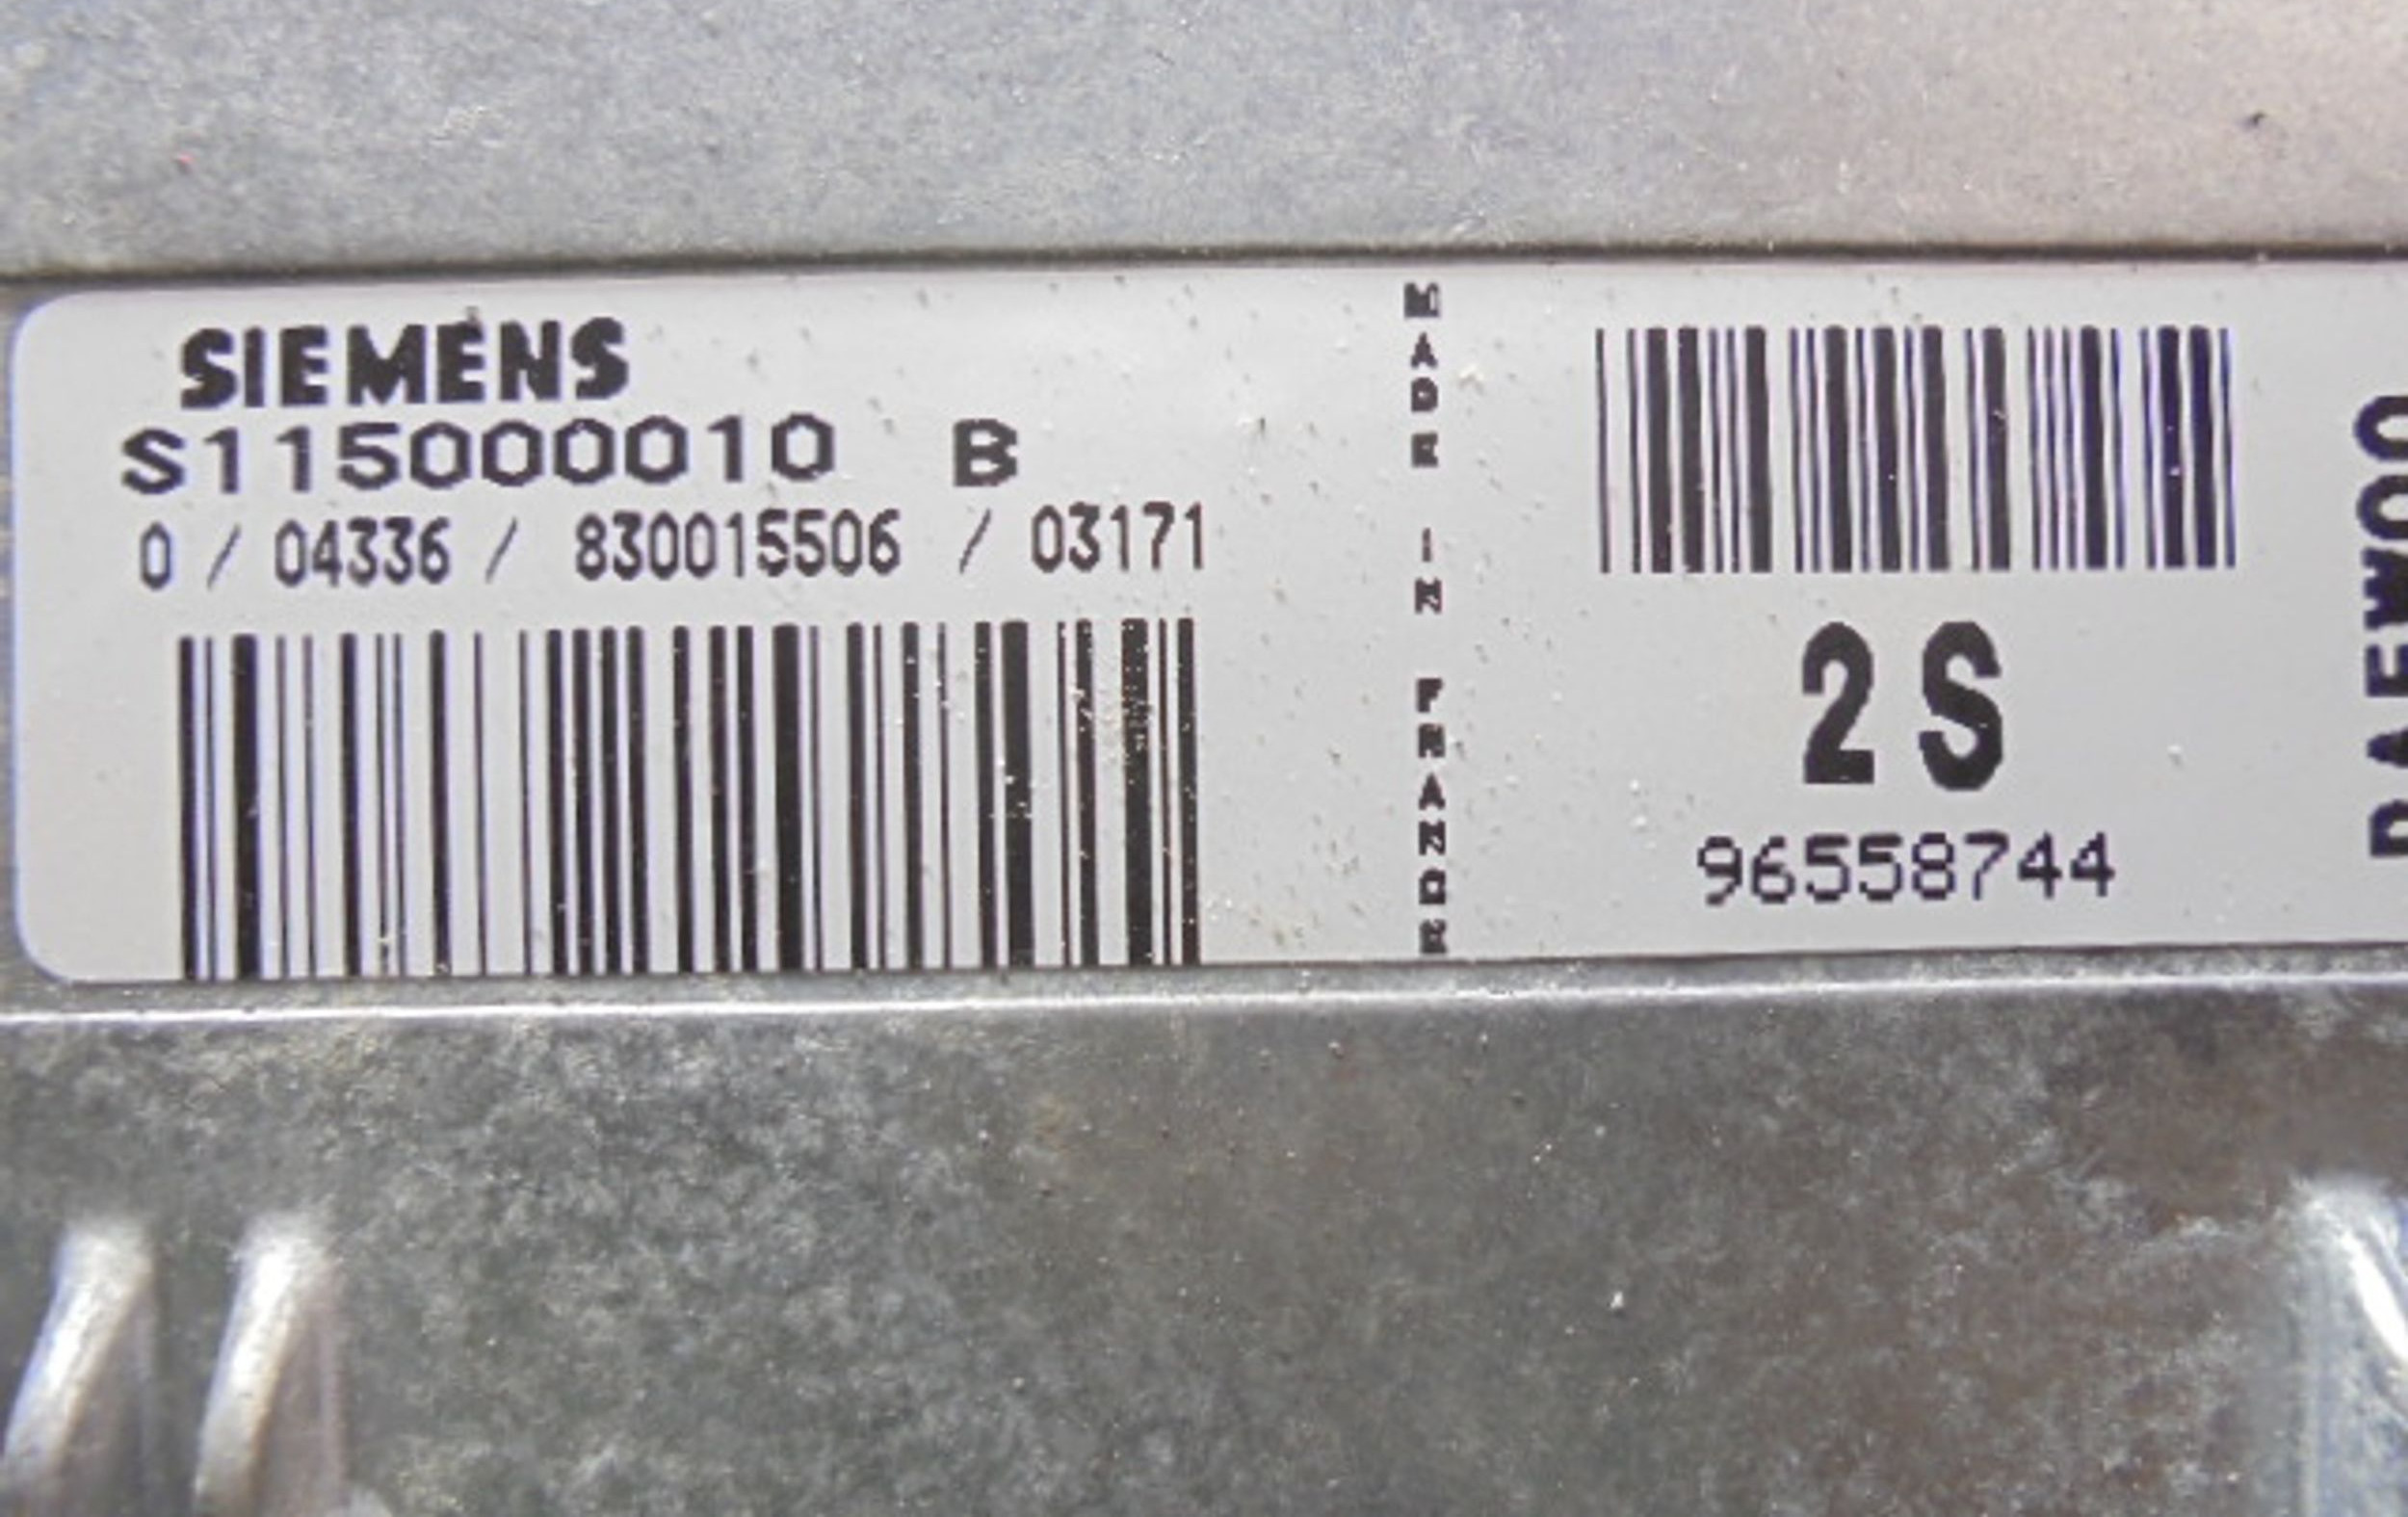 SIEMENS
S115000010 B
0 / 04336 / 830015506 / 03171
MADE IN FRANCE
2S
96558744
DAEWOO